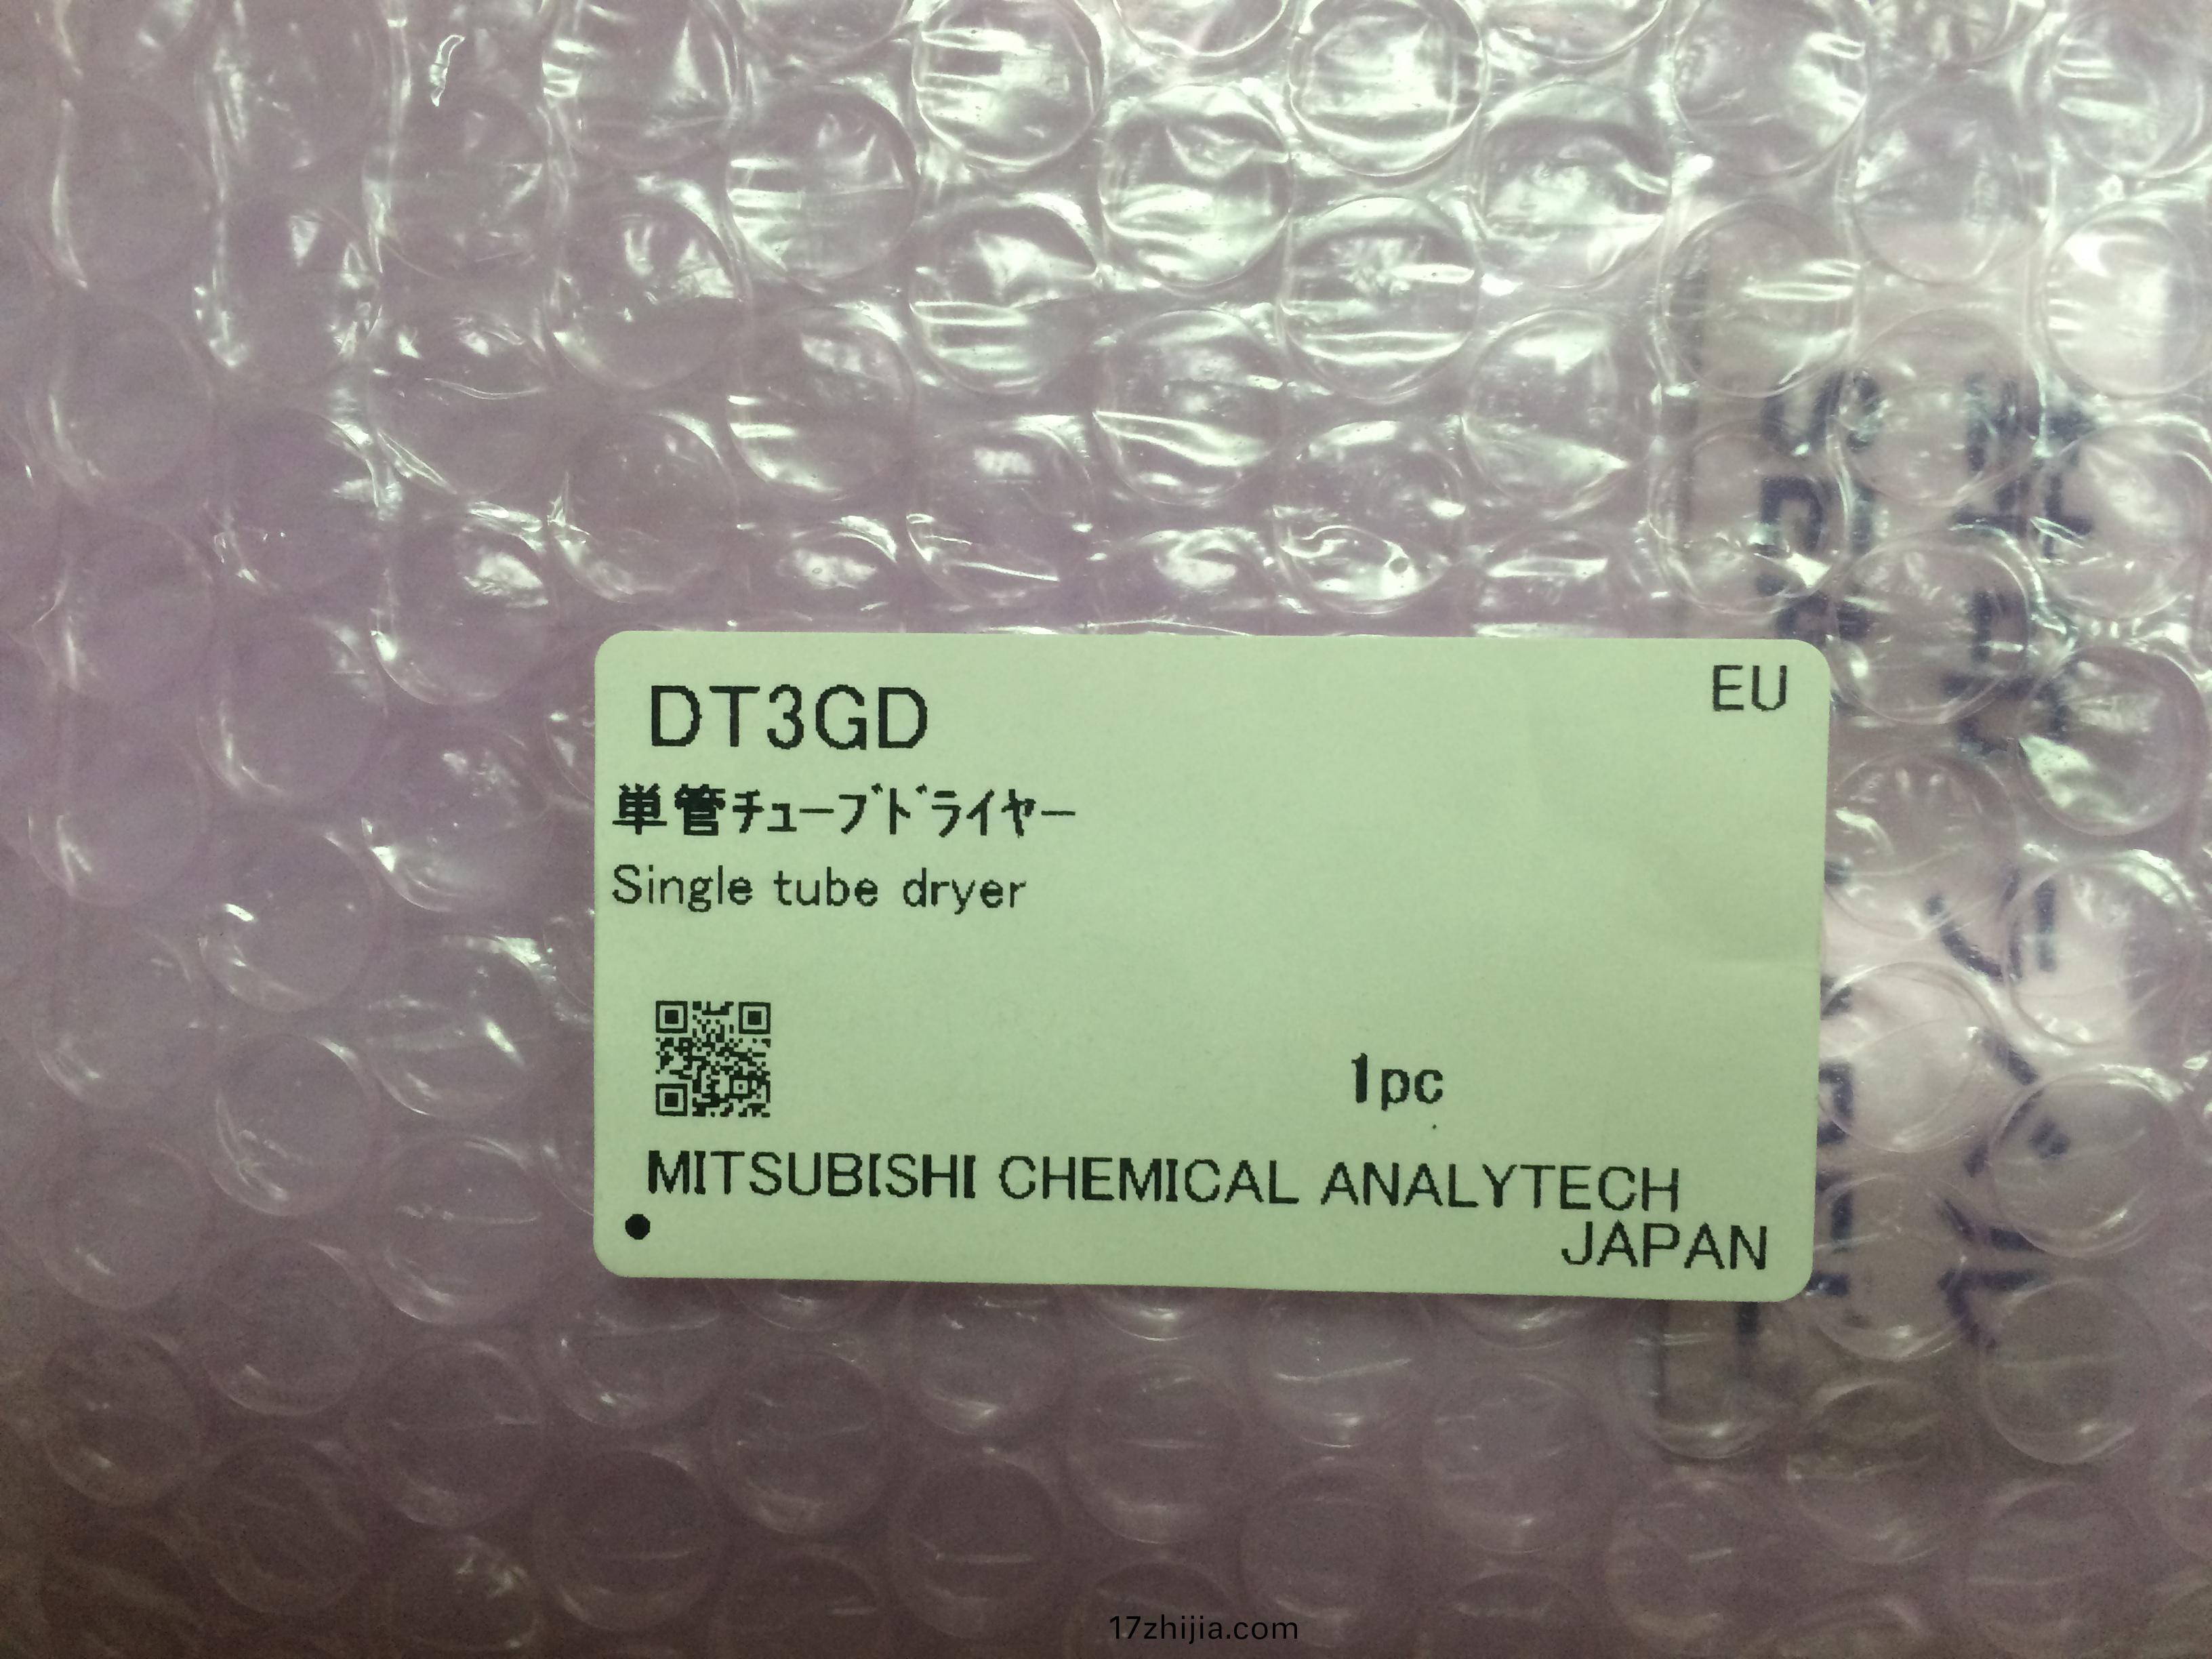 DT3GD
EU
単管ﾁｭｰﾌﾞﾄﾞﾗｲﾔｰ
Single tube dryer
1pc
MITSUBISHI CHEMICAL ANALYTECH
JAPAN
17zhijia.com